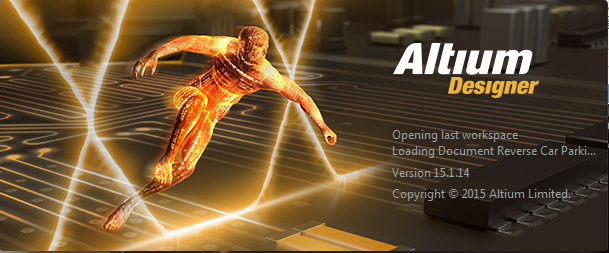 Altium
Designer
Opening last workspace
Loading Document Reverse Car Parki...
Version 15.1.14
Copyright © 2015 Altium Limited.